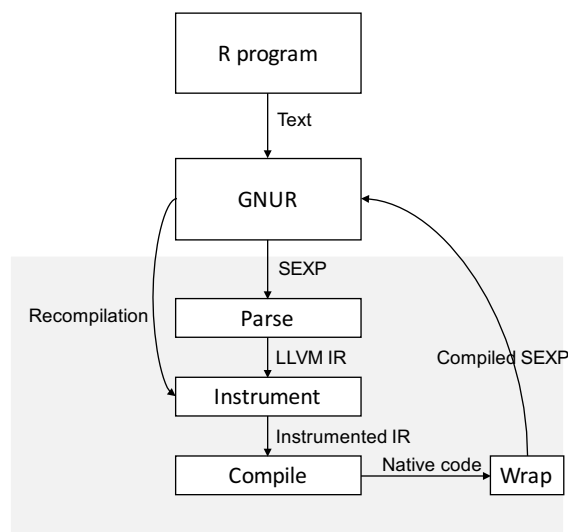 R program
Text
GNUR
SEXP
Recompilation
Parse
LLVM IR
Compiled SEXP
Instrument
Instrumented IR
Compile
Native code
Wrap